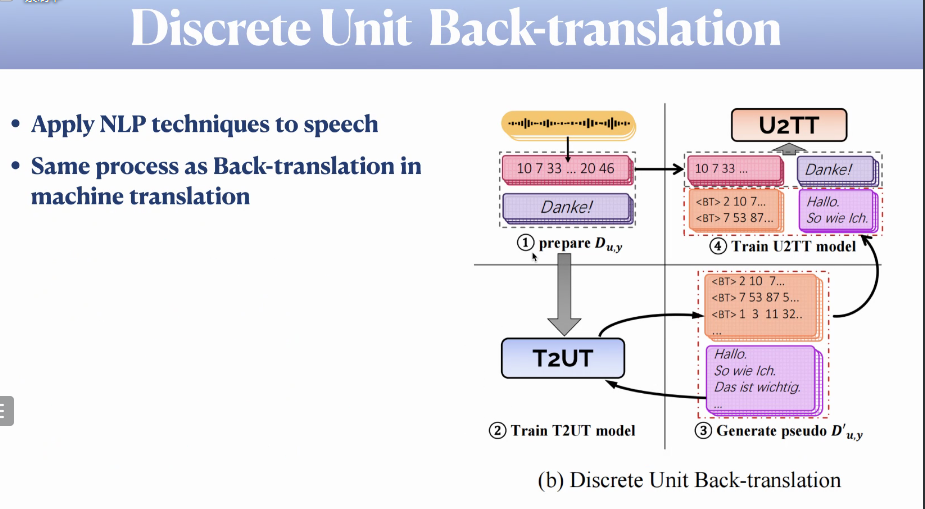 Discrete Unit Back-translation
• Apply NLP techniques to speech
• Same process as Back-translation in
machine translation
10 7 33 ... 20 46
Danke!
① prepare D_{u,y}
T2UT
② Train T2UT model
U2TT
10 7 33 ...
Danke!
<BT> 2 10 7...
<BT> 7 53 87...
Hallo.
So wie Ich.
④ Train U2TT model
<BT> 2 10 7...
<BT> 7 53 87 5...
<BT> 1 3 11 32..
...
Hallo.
So wie Ich.
Das ist wichtig.
...
③ Generate pseudo D'_{u,y}
(b) Discrete Unit Back-translation